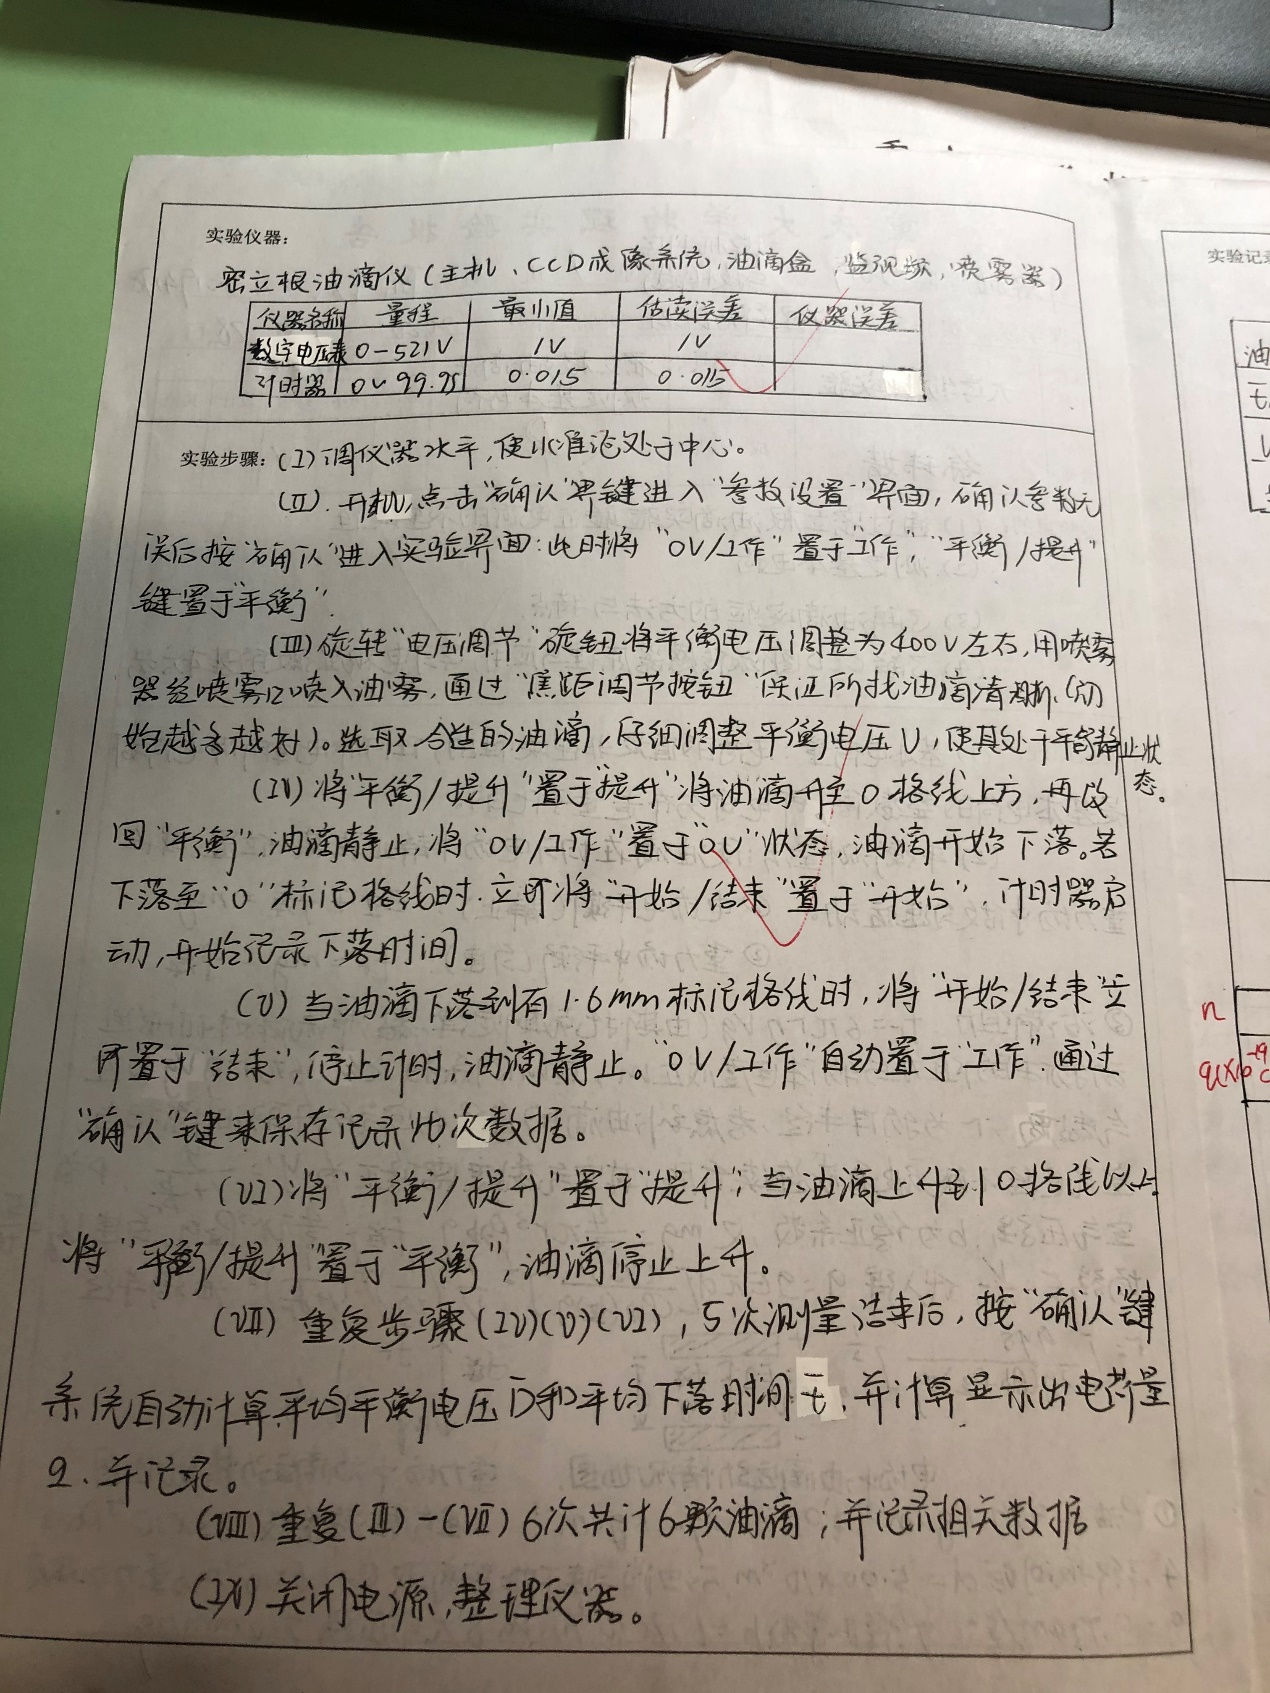 实验仪器：
密立根油滴仪(主机、CCD成像系统,油滴盒,监视频,喷雾器)
仪器名称 量程 最小值 估读误差 仪器误差
数字电压表 0-521V 1V 1V
计时器 0~99.9s 0.01s 0.01s
实验步骤: (I)调仪器水平,使水准泡处于中心。
(II).开机,点击"确认"键进入"参数设置"界面,确认参数无
误后按"确认"进入实验界面:此时将"0V/工作"置于"工作","平衡/提升"
键置于"平衡".
(III)旋转"电压调节"旋钮将平衡电压调整为400V左右,用喷雾
器丝喷雾口喷入油雾,通过"焦距调节按钮"保证所找油滴清晰.(初
始越多越好)。选取合适的油滴,仔细调整平衡电压U,使其处于平衡静止状
态。
(IV)将"平衡/提升"置于"提升"将油滴升至0格线上方,再改
回"平衡",油滴静止,将"0V/工作"置于"0V"状态,油滴开始下落。若
下落至"0"标记格线时.立即将"开始/结束"置于"开始",计时器启
动,开始记录下落时间。
(V)当油滴下落到有1.6mm标记格线时,将"开始/结束"立
即置于"结束",停止计时,油滴静止。"0V/工作"自动置于"工作".通过
"确认"键来保存记录此次数据。
(VI)将"平衡/提升"置于"提升",当油滴上升到0格线以上
将"平衡/提升"置于"平衡",油滴停止上升。
(VII)重复步骤(IV)(V)(VI),5次测量结束后,按"确认"键
系统自动计算平均平衡电压Ū和平均下落时间t̄,并计算显示出电荷量
q.并记录。
(VIII)重复(III)-(VII)6次共计6颗油滴;并记录相关数据
(IX)关闭电源,整理仪器。
实验记录
油
n